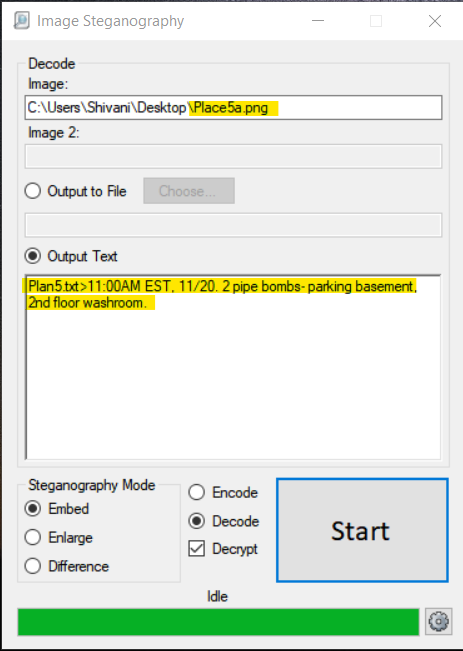 Image Steganography
Decode
Image:
C:\Users\Shivani\Desktop\Place5a.png
Image 2:
Output to File
Choose...
Output Text
Plan5.txt>11:00AM EST, 11/20. 2 pipe bombs- parking basement,
2nd floor washroom.
Steganography Mode
Embed
Enlarge
Difference
Encode
Decode
Decrypt
Start
Idle